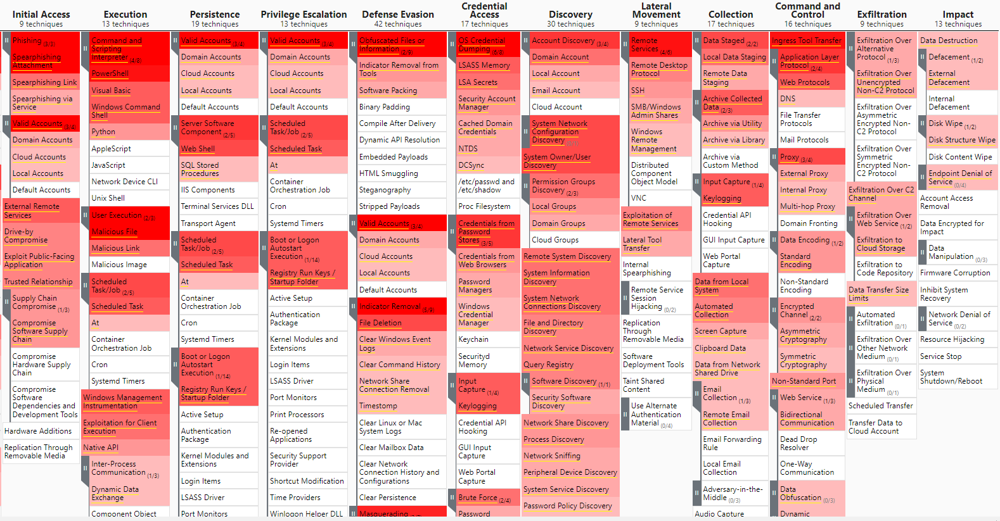 Initial Access
9 techniques
Phishing (3/3)
Spearphishing
Attachment
Spearphishing Link
Spearphishing via
Service
Valid Accounts (3/4)
Domain Accounts
Cloud Accounts
Local Accounts
Default Accounts
External Remote
Services
Drive-by
Compromise
Exploit Public-Facing
Application
Trusted Relationship
Supply Chain
Compromise (1/3)
Compromise
Software Supply
Chain
Compromise
Hardware Supply
Chain
Compromise
Software
Dependencies and
Development Tools
Hardware Additions
Replication Through
Removable Media
Execution
13 techniques
Command and
Scripting
Interpreter (4/8)
PowerShell
Visual Basic
Windows Command
Shell
Python
AppleScript
JavaScript
Network Device CLI
Unix Shell
User Execution (2/3)
Malicious File
Malicious Link
Malicious Image
Scheduled
Task/Job (2/5)
Scheduled Task
At
Container
Orchestration Job
Cron
Systemd Timers
Windows Management
Instrumentation
Exploitation for Client
Execution
Native API
Inter-Process
Communication (1/3)
Dynamic Data
Exchange
Component Object
Persistence
19 techniques
Valid Accounts (3/4)
Domain Accounts
Cloud Accounts
Local Accounts
Default Accounts
Server Software
Component (2/5)
Web Shell
SQL Stored
Procedures
IIS Components
Terminal Services DLL
Transport Agent
Scheduled
Task/Job (2/5)
Scheduled Task
At
Container
Orchestration Job
Cron
Systemd Timers
Boot or Logon
Autostart
Execution (1/14)
Registry Run Keys /
Startup Folder
Active Setup
Authentication
Package
Kernel Modules and
Extensions
Login Items
LSASS Driver
Port Monitors
Privilege Escalation
13 techniques
Valid Accounts (3/4)
Domain Accounts
Cloud Accounts
Local Accounts
Default Accounts
Scheduled
Task/Job (2/5)
Scheduled Task
At
Container
Orchestration Job
Cron
Systemd Timers
Boot or Logon
Autostart
Execution (1/14)
Registry Run Keys /
Startup Folder
Active Setup
Authentication
Package
Kernel Modules and
Extensions
Login Items
LSASS Driver
Port Monitors
Print Processors
Re-opened
Applications
Security Support
Provider
Shortcut Modification
Time Providers
Winlogon Helper DLL
Defense Evasion
42 techniques
Obfuscated Files or
Information (2/9)
Indicator Removal from
Tools
Software Packing
Binary Padding
Compile After Delivery
Dynamic API Resolution
Embedded Payloads
HTML Smuggling
Steganography
Stripped Payloads
Valid Accounts (3/4)
Domain Accounts
Cloud Accounts
Local Accounts
Default Accounts
Indicator Removal (5/9)
File Deletion
Clear Windows Event
Logs
Clear Command History
Network Share
Connection Removal
Timestomp
Clear Linux or Mac
System Logs
Clear Mailbox Data
Clear Network
Connection History and
Configurations
Clear Persistence
Masquerading
Credential
Access
17 techniques
OS Credential
Dumping (6/8)
LSASS Memory
LSA Secrets
Security Account
Manager
Cached Domain
Credentials
NTDS
DCSync
/etc/passwd and
/etc/shadow
Proc Filesystem
Credentials from
Password
Stores (3/5)
Credentials from
Web Browsers
Password
Managers
Windows
Credential
Manager
Keychain
Securityd
Memory
Input
Capture (1/4)
Keylogging
Credential API
Hooking
GUI Input
Capture
Web Portal
Capture
Brute Force (2/4)
Password
Discovery
30 techniques
Account Discovery (3/4)
Domain Account
Local Account
Email Account
Cloud Account
System Network
Configuration
Discovery (1/1)
System Owner/User
Discovery
Permission Groups
Discovery (2/3)
Local Groups
Domain Groups
Cloud Groups
Remote System Discovery
System Information
Discovery
System Network
Connections Discovery
File and Directory
Discovery
Network Service Discovery
Query Registry
Software Discovery (1/1)
Security Software
Discovery
Network Share Discovery
Process Discovery
Network Sniffing
Peripheral Device Discovery
System Service Discovery
Password Policy Discovery
Lateral
Movement
9 techniques
Remote
Services (4/6)
Remote Desktop
Protocol
SSH
SMB/Windows
Admin Shares
Windows
Remote
Management
Distributed
Component
Object Model
VNC
Exploitation of
Remote Services
Lateral Tool
Transfer
Internal
Spearphishing
Remote Service
Session
Hijacking (0/2)
Replication
Through
Removable Media
Software
Deployment Tools
Taint Shared
Content
Use Alternate
Authentication
Material (0/4)
Collection
17 techniques
Data Staged (2/2)
Local Data Staging
Remote Data
Staging
Archive Collected
Data (2/3)
Archive via Utility
Archive via Library
Archive via
Custom Method
Input Capture (1/4)
Keylogging
Credential API
Hooking
GUI Input Capture
Web Portal
Capture
Data from Local
System
Automated
Collection
Screen Capture
Clipboard Data
Data from Network
Shared Drive
Email
Collection (1/3)
Remote Email
Collection
Email Forwarding
Rule
Local Email
Collection
Adversary-in-the-
Middle (0/3)
Audio Capture
Command and
Control
16 techniques
Ingress Tool Transfer
Application Layer
Protocol (2/4)
Web Protocols
DNS
File Transfer
Protocols
Mail Protocols
Proxy (3/4)
External Proxy
Internal Proxy
Multi-hop Proxy
Domain Fronting
Data Encoding (1/2)
Standard
Encoding
Non-Standard
Encoding
Encrypted
Channel (2/2)
Asymmetric
Cryptography
Symmetric
Cryptography
Non-Standard Port
Web Service (1/3)
Bidirectional
Communication
Dead Drop
Resolver
One-Way
Communication
Data
Obfuscation (0/3)
Dynamic
Exfiltration
9 techniques
Exfiltration Over
Alternative
Protocol (1/3)
Exfiltration Over
Unencrypted
Non-C2 Protocol
Exfiltration Over
Asymmetric
Encrypted Non-
C2 Protocol
Exfiltration Over
Symmetric
Encrypted Non-
C2 Protocol
Exfiltration Over C2
Channel
Exfiltration Over
Web Service (1/2)
Exfiltration to
Cloud Storage
Exfiltration to
Code Repository
Data Transfer Size
Limits
Automated
Exfiltration (0/1)
Exfiltration Over
Other Network
Medium (0/1)
Exfiltration Over
Physical
Medium (0/1)
Scheduled Transfer
Transfer Data to
Cloud Account
Impact
13 techniques
Data Destruction
Defacement (1/2)
External
Defacement
Internal
Defacement
Disk Wipe (1/2)
Disk Structure Wipe
Disk Content Wipe
Endpoint Denial of
Service (0/4)
Account Access
Removal
Data Encrypted for
Impact
Data
Manipulation (0/3)
Firmware Corruption
Inhibit System
Recovery
Network Denial of
Service (0/2)
Resource Hijacking
Service Stop
System
Shutdown/Reboot